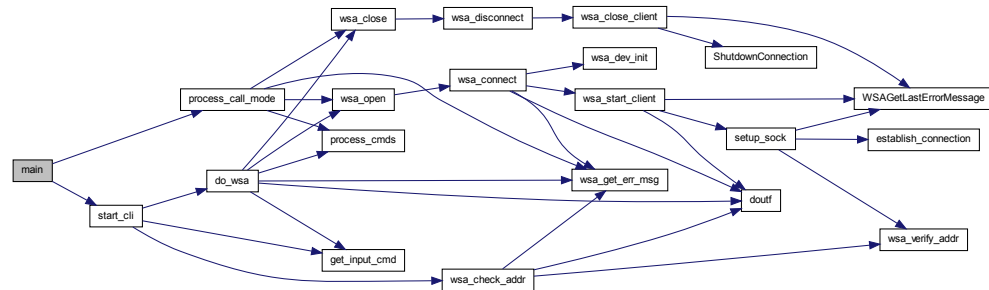 main
process_call_mode
start_cli
wsa_close
wsa_open
process_cmds
do_wsa
get_input_cmd
wsa_disconnect
wsa_connect
wsa_check_addr
wsa_close_client
wsa_dev_init
wsa_start_client
wsa_get_err_msg
ShutdownConnection
setup_sock
doutf
WSAGetLastErrorMessage
establish_connection
wsa_verify_addr